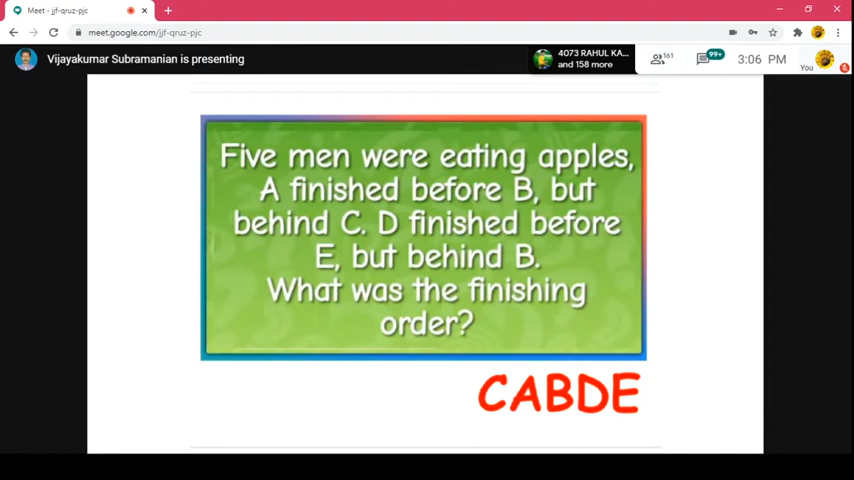 Meet - jjf-qruz-pjc
meet.google.com/jjf-qruz-pjc
Vijayakumar Subramanian is presenting
4073 RAHUL KA...
and 158 more
161
99+
3:06 PM
You
Five men were eating apples,
A finished before B, but
behind C. D finished before
E, but behind B.
What was the finishing
order?
CABDE